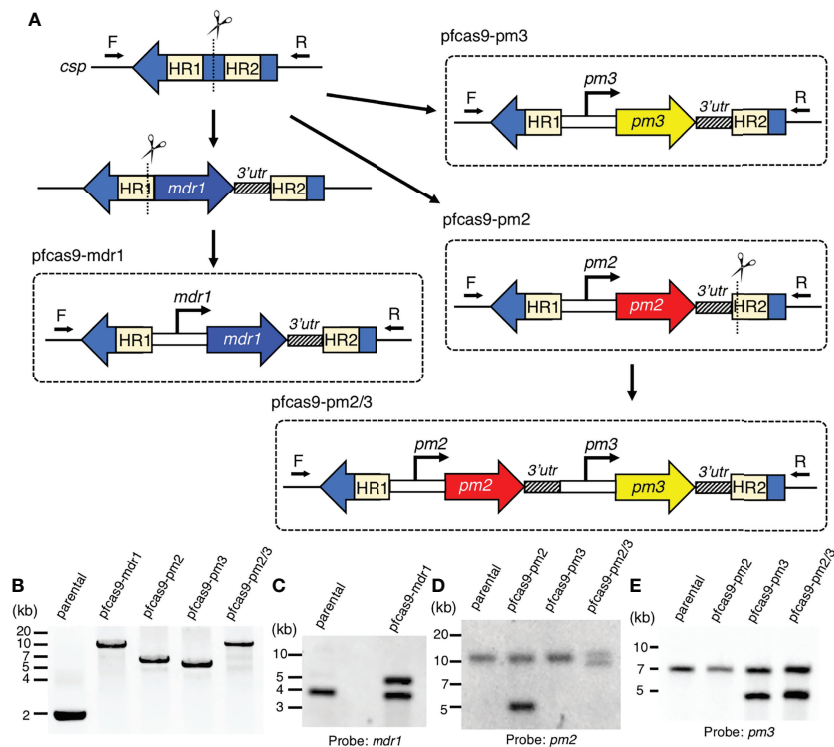 A
F
R
csp
HR1
HR2
pfcas9-pm3
F
R
HR1
pm3
pm3
3'utr
HR2
HR1
mdr1
3'utr
HR2
pfcas9-mdr1
F
R
HR1
mdr1
mdr1
3'utr
HR2
pfcas9-pm2
F
R
HR1
pm2
pm2
3'utr
HR2
pfcas9-pm2/3
F
R
HR1
pm2
pm2
3'utr
pm3
pm3
3'utr
HR2
B
(kb)
parental
pfcas9-mdr1
pfcas9-pm2
pfcas9-pm3
pfcas9-pm2/3
20
10
7
5
4
2
C
(kb)
parental
pfcas9-mdr1
10
5
4
3
Probe: mdr1
D
(kb)
parental
pfcas9-pm2
pfcas9-pm3
pfcas9-pm2/3
20
10
7
5
Probe: pm2
E
(kb)
parental
pfcas9-pm2
pfcas9-pm3
pfcas9-pm2/3
10
7
5
Probe: pm3